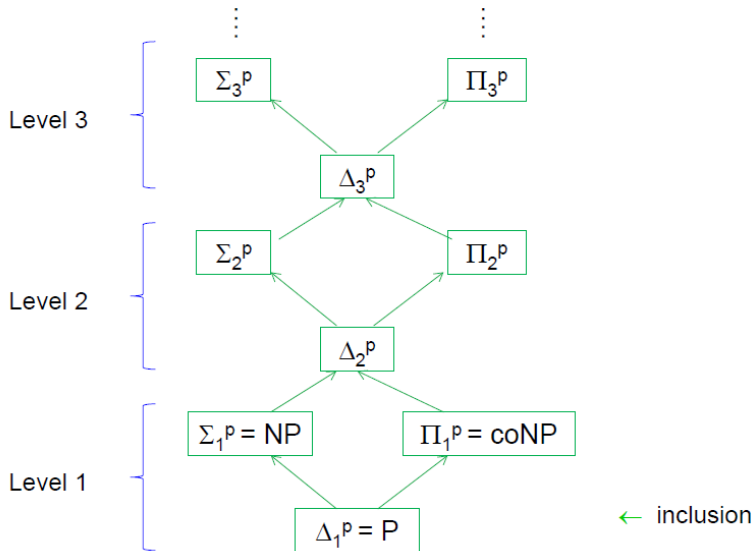 Σ₃ᵖ
Π₃ᵖ
Level 3
Δ₃ᵖ
Σ₂ᵖ
Π₂ᵖ
Level 2
Δ₂ᵖ
Σ₁ᵖ = NP
Π₁ᵖ = coNP
Level 1
Δ₁ᵖ = P
← inclusion